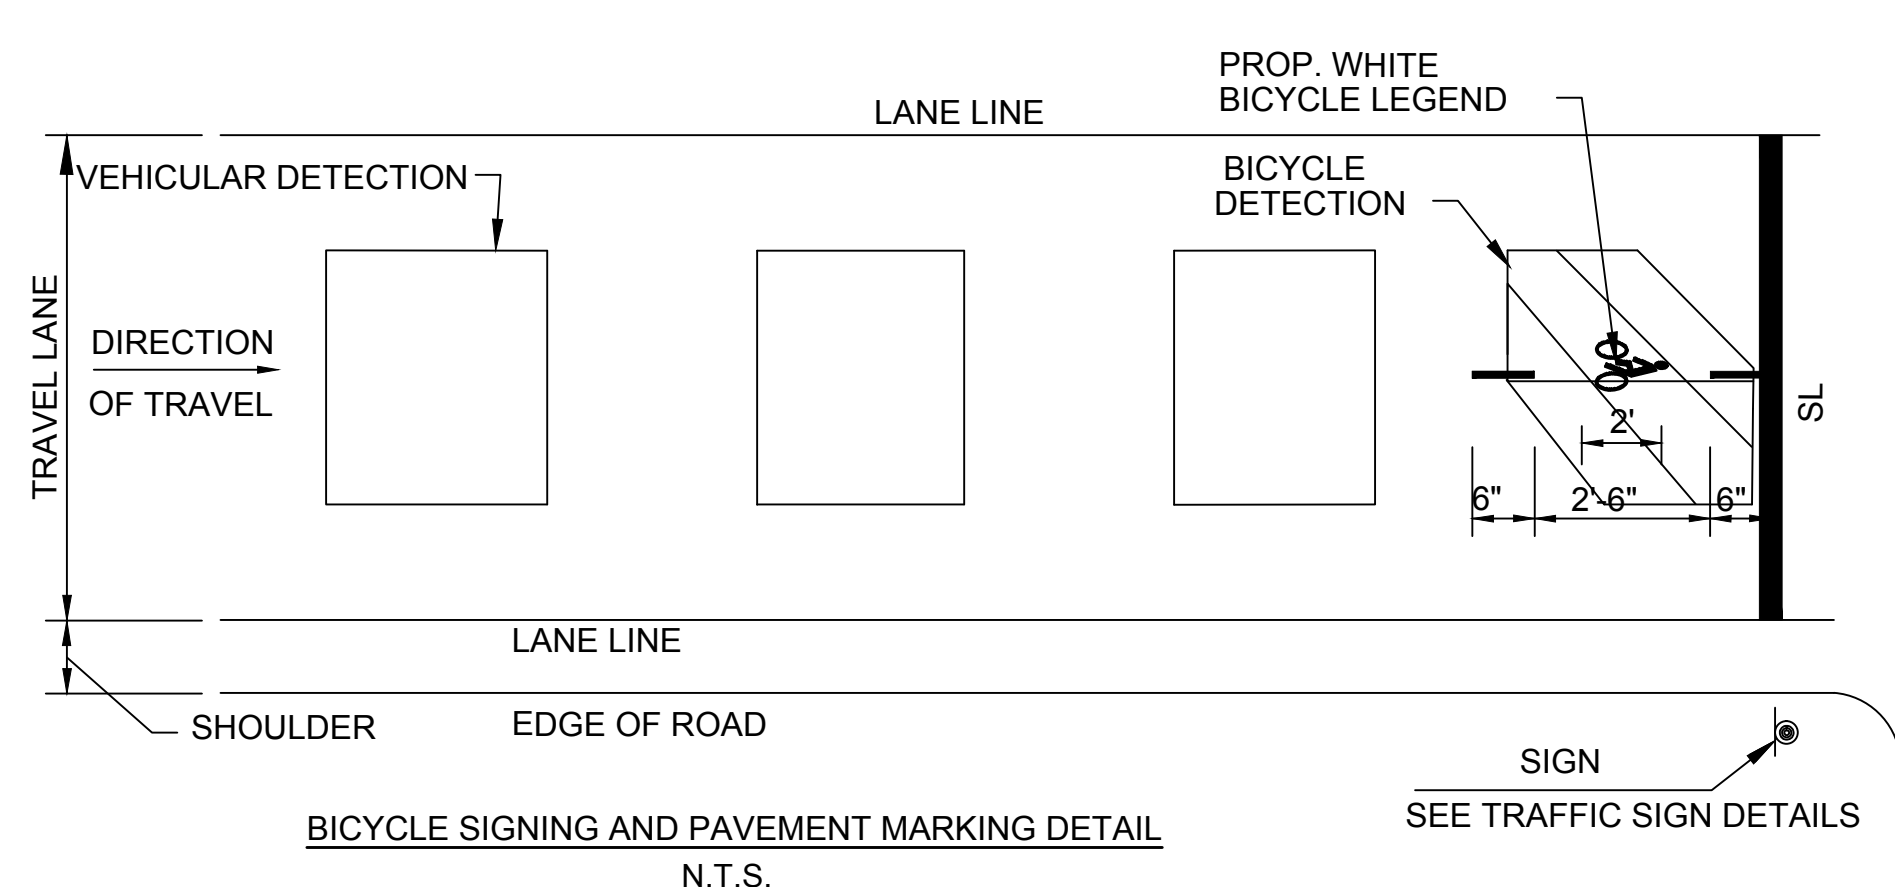 PROP. WHITE
BICYCLE LEGEND
LANE LINE
VEHICULAR DETECTION
BICYCLE
DETECTION
TRAVEL LANE
DIRECTION
OF TRAVEL
SL
2'
6"
2'-6"
6"
LANE LINE
SHOULDER
EDGE OF ROAD
SIGN
SEE TRAFFIC SIGN DETAILS
BICYCLE SIGNING AND PAVEMENT MARKING DETAIL
N.T.S.